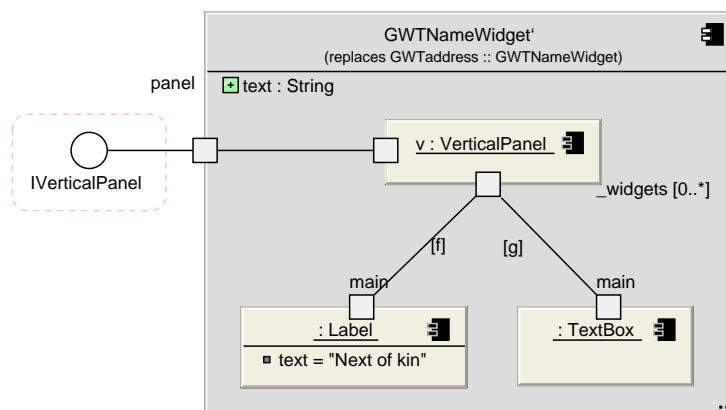 GWTNameWidget‘
(replaces GWTaddress :: GWTNameWidget)
panel
text : String
v : VerticalPanel
IVerticalPanel
_widgets [0..*]
[f]
[g]
main
main
: Label
: TextBox
text = "Next of kin"